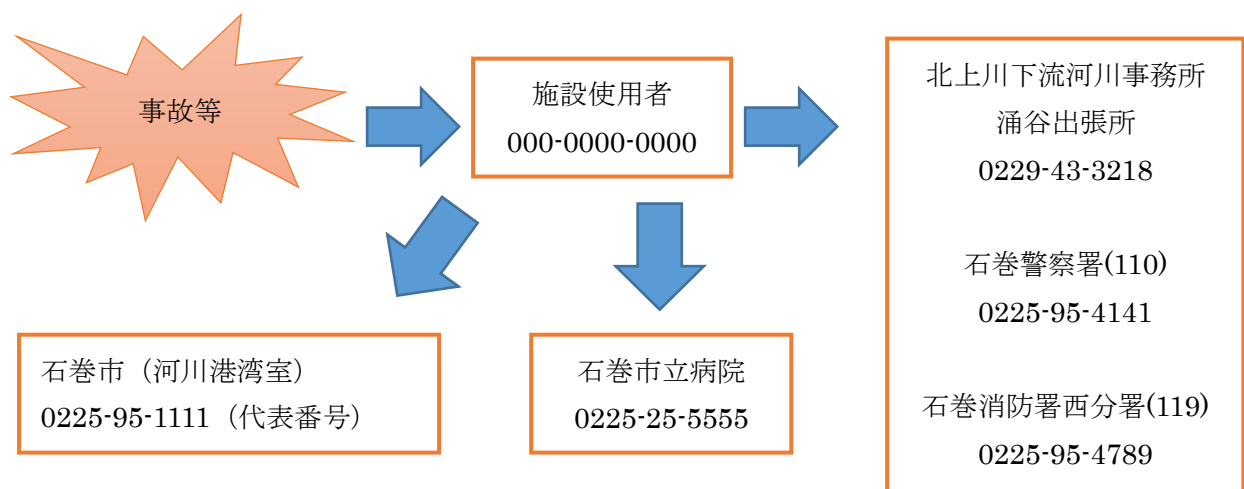 事故等
施設使用者
000-0000-0000
北上川下流河川事務所
涌谷出張所
0229-43-3218
石巻警察署(110)
0225-95-4141
石巻消防署西分署(119)
0225-95-4789
石巻市（河川港湾室）
0225-95-1111（代表番号）
石巻市立病院
0225-25-5555